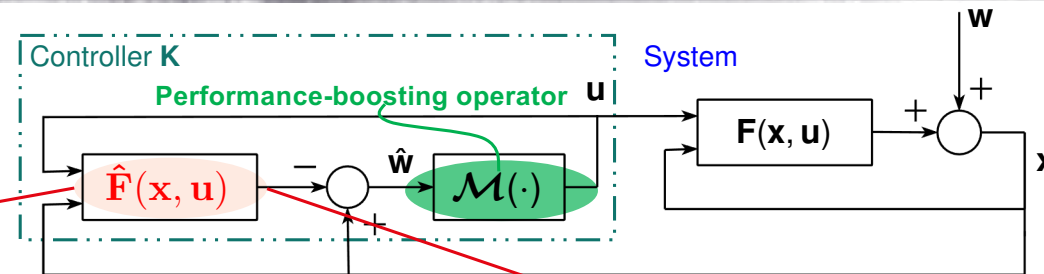 Controller K
System
w
Performance-boosting operator
u
+
+
F̂(x, u)
−
ŵ
M(·)
F(x, u)
+
x